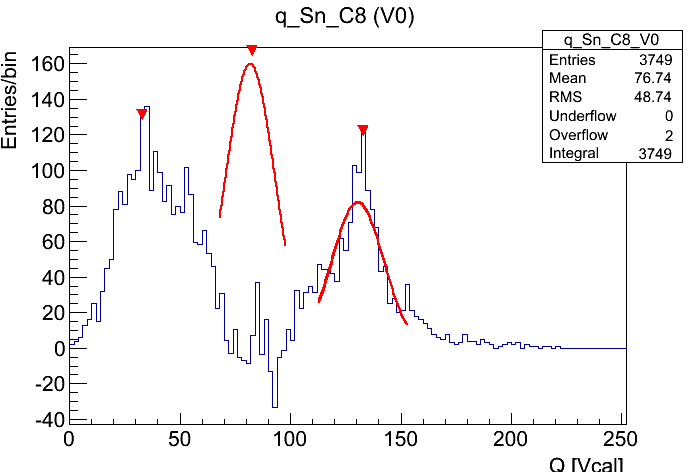 q_Sn_C8 (V0)
q_Sn_C8_V0
Entries 3749
Mean 76.74
RMS 48.74
Underflow 0
Overflow 2
Integral 3749
Entries/bin
160
140
120
100
80
60
40
20
0
-20
-40
0 50 100 150 200 250
Q [Vcal]